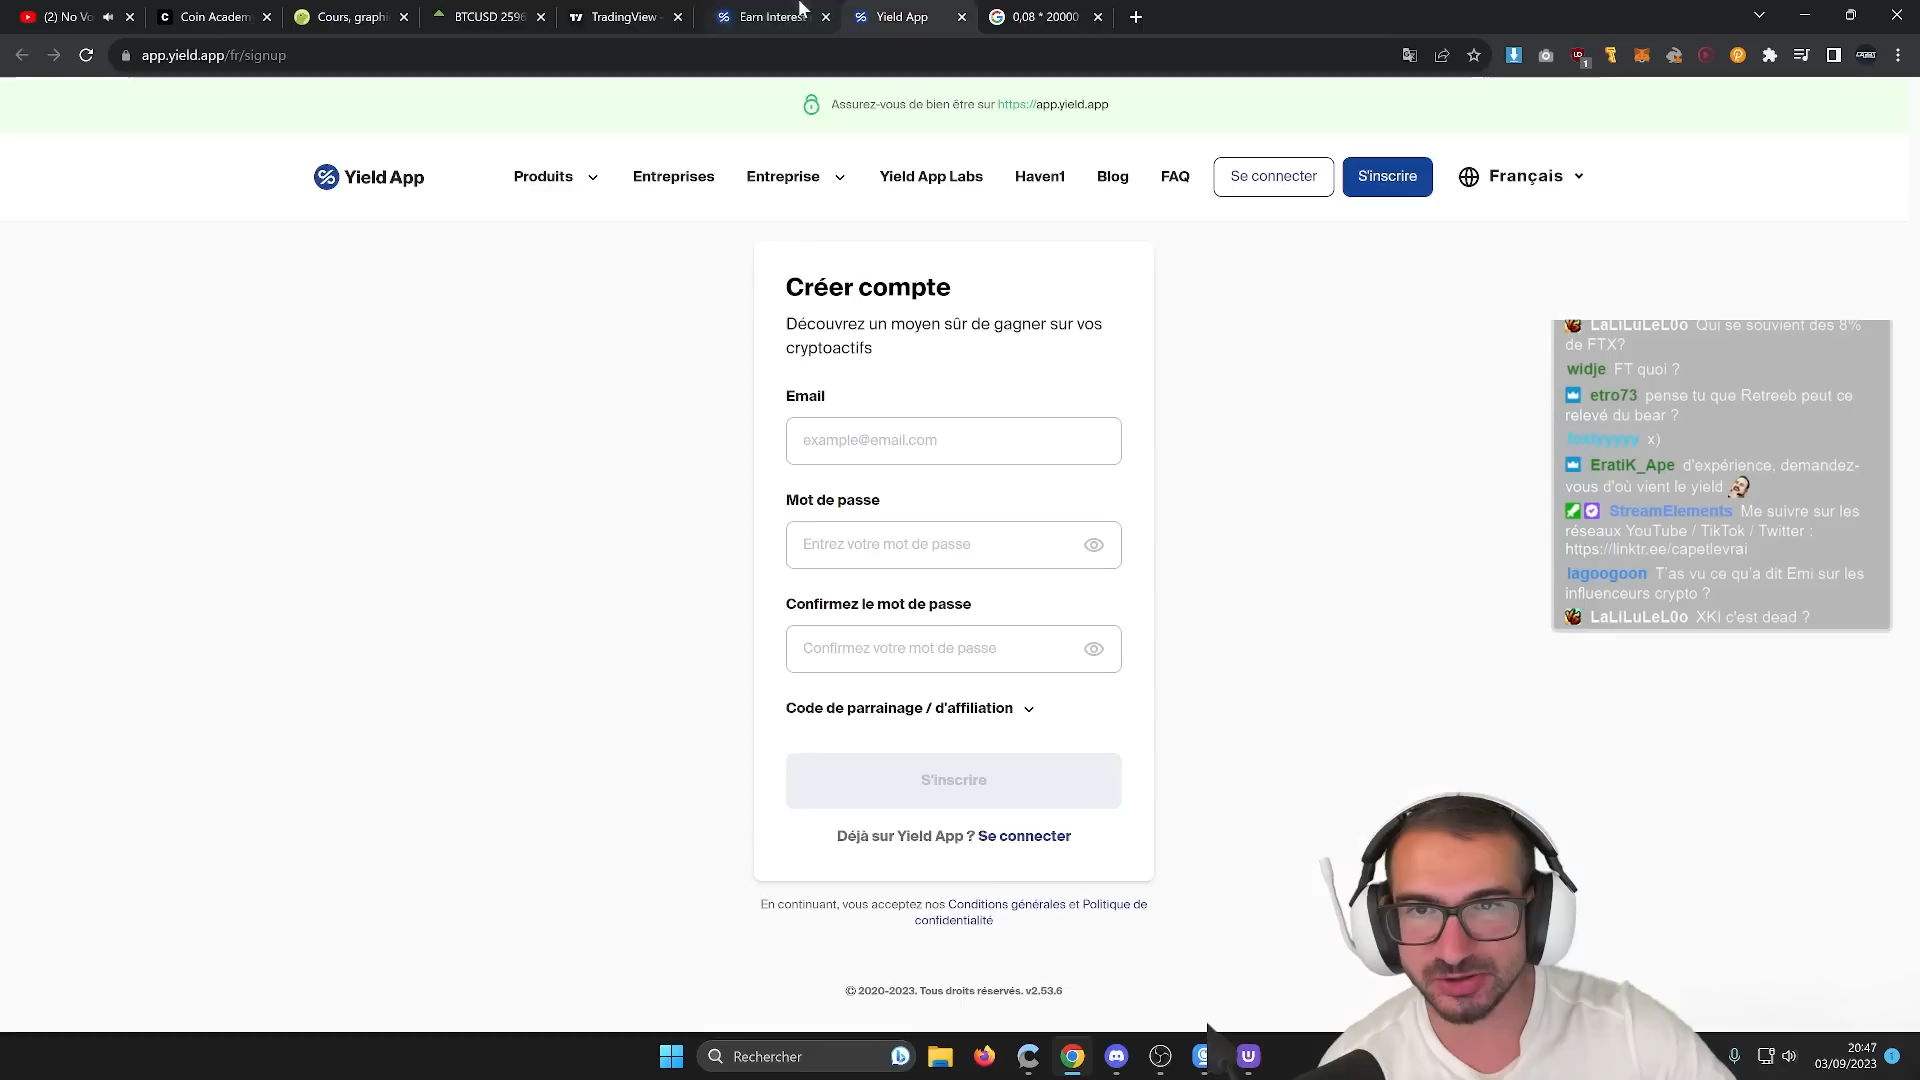 (2) No Vo
Coin Academ
Cours, graphi
BTCUSD 2596
TradingView -
Earn Interest
Yield App
0,08 * 20000
app.yield.app/fr/signup
Assurez-vous de bien être sur https://app.yield.app
Yield App
Produits
Entreprises
Entreprise
Yield App Labs
Haven1
Blog
FAQ
Se connecter
S'inscrire
Français
Créer compte
Découvrez un moyen sûr de gagner sur vos
cryptoactifs
Email
example@email.com
Mot de passe
Entrez votre mot de passe
Confirmez le mot de passe
Confirmez votre mot de passe
Code de parrainage / d'affiliation
S'inscrire
Déjà sur Yield App ? Se connecter
En continuant, vous acceptez nos Conditions générales et Politique de
confidentialité
© 2020-2023. Tous droits réservés. v2.53.6
LaLiLuLeL0o Qui se souvient des 8%
de FTX?
widje FT quoi ?
etro73 pense tu que Retreeb peut ce
relevé du bear ?
x)
EratiK_Ape d'expérience, demandez-
vous d'où vient le yield
StreamElements Me suivre sur les
réseaux YouTube / TikTok / Twitter :
https://linktr.ee/capetlevrai
lagoogoon T'as vu ce qu'a dit Emi sur les
influenceurs crypto ?
LaLiLuLeL0o XKI c'est dead ?
Rechercher
20:47
03/09/2023
1